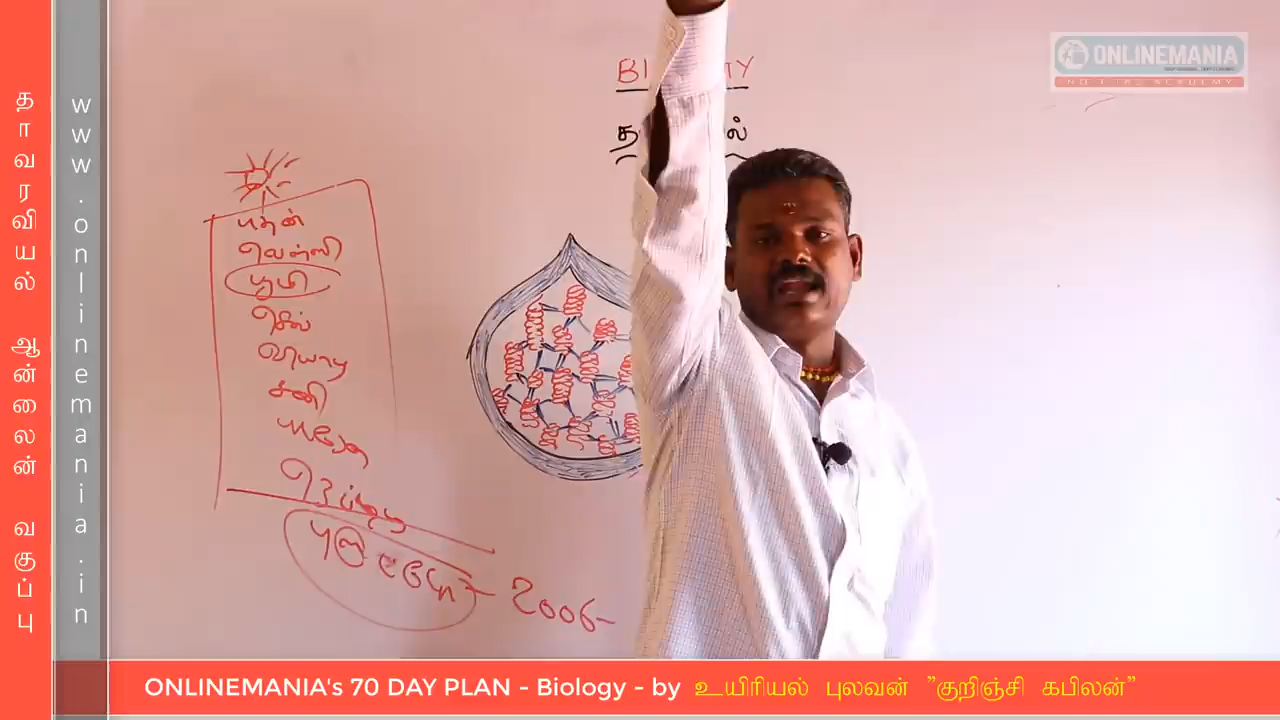 தாவரவியல் ஆன்லைன் வகுப்பு
www.onlinemania.in
ONLINEMANIA
புதன்
வெள்ளி
பூமி
செவ்
வியாழ
சனி
யுரேன
நெப்டியூ
புளூட்டோ - 2006-
ONLINEMANIA's 70 DAY PLAN - Biology - by உயிரியல் புலவன் "குறிஞ்சி கபிலன்"